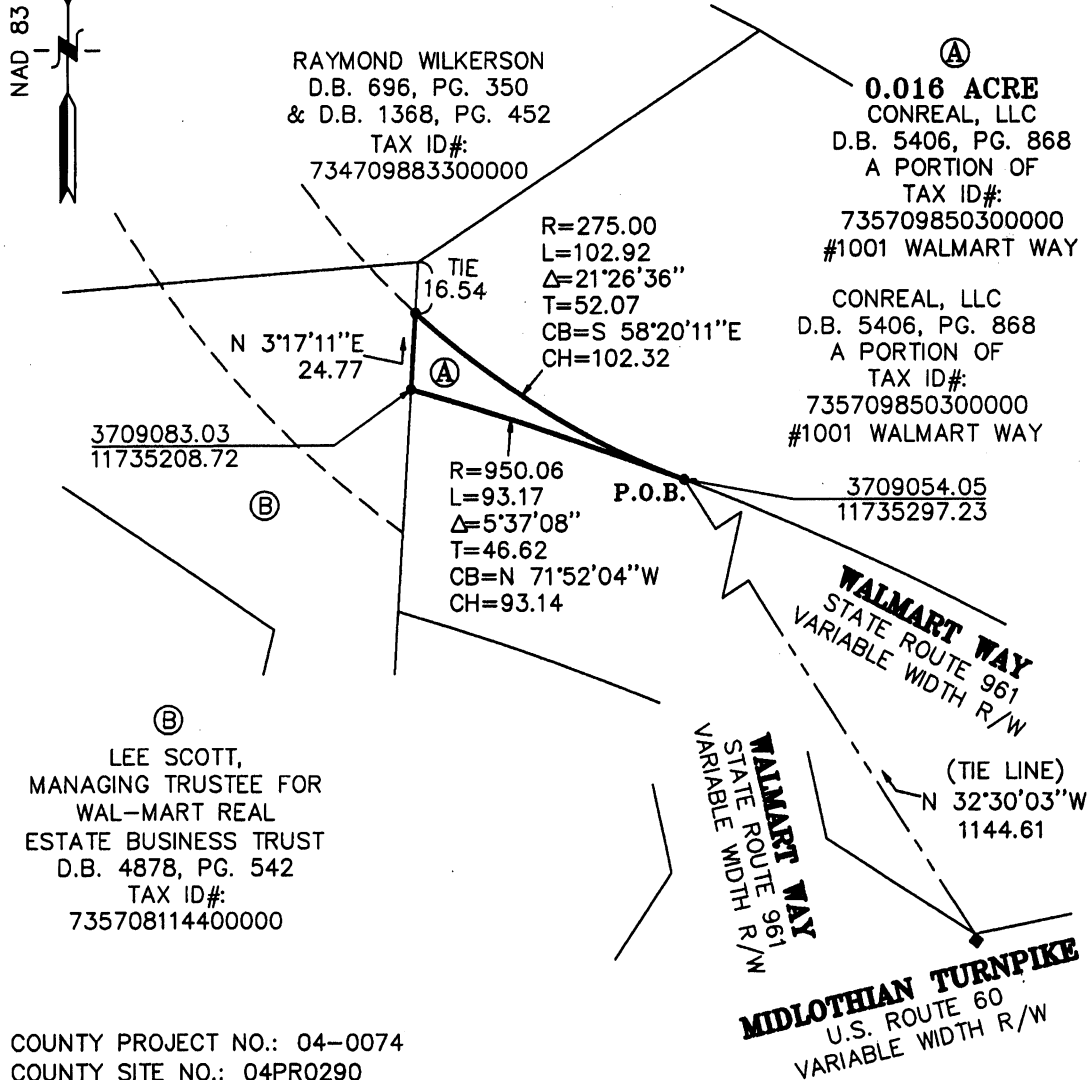 NAD 83
N
RAYMOND WILKERSON
D.B. 696, PG. 350
& D.B. 1368, PG. 452
TAX ID#:
734709883300000
Ⓐ
0.016 ACRE
CONREAL, LLC
D.B. 5406, PG. 868
A PORTION OF
TAX ID#:
735709850300000
#1001 WALMART WAY
CONREAL, LLC
D.B. 5406, PG. 868
A PORTION OF
TAX ID#:
735709850300000
#1001 WALMART WAY
R=275.00
L=102.92
Δ=21°26'36"
T=52.07
CB=S 58°20'11"E
CH=102.32
TIE
16.54
N 3°17'11"E
24.77
Ⓐ
3709083.03
11735208.72
Ⓑ
R=950.06
L=93.17
Δ=5°37'08"
T=46.62
CB=N 71°52'04"W
CH=93.14
P.O.B.
3709054.05
11735297.23
WALMART WAY
STATE ROUTE 961
VARIABLE WIDTH R/W
WALMART WAY
STATE ROUTE 961
VARIABLE WIDTH R/W
(TIE LINE)
N 32°30'03"W
1144.61
Ⓑ
LEE SCOTT,
MANAGING TRUSTEE FOR
WAL-MART REAL
ESTATE BUSINESS TRUST
D.B. 4878, PG. 542
TAX ID#:
735708114400000
MIDLOTHIAN TURNPIKE
U.S. ROUTE 60
VARIABLE WIDTH R/W
COUNTY PROJECT NO.: 04-0074
COUNTY SITE NO.: 04PR0290